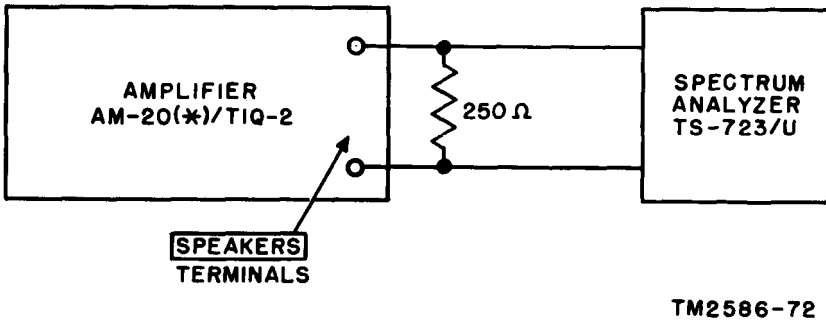 AMPLIFIER
AM-20(*)/TIQ-2
250 Ω
SPECTRUM
ANALYZER
TS-723/U
SPEAKERS
TERMINALS
TM2586-72